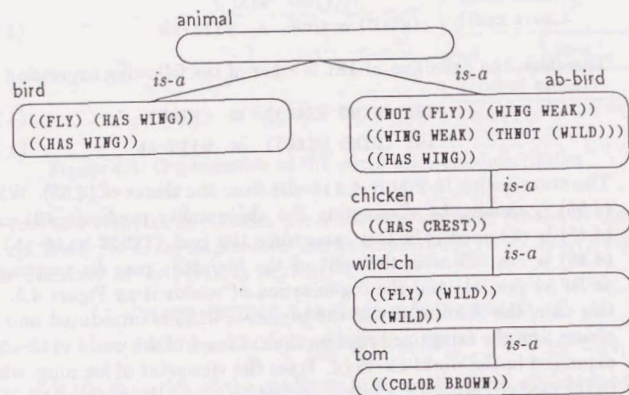 animal
is-a
is-a
bird
ab-bird
((FLY) (HAS WING))
((HAS WING))
((NOT (FLY)) (WING WEAK))
((WING WEAK) (THNOT (WILD))))
((HAS WING))
is-a
chicken
((HAS CREST))
is-a
wild-ch
((FLY) (WILD))
((WILD))
is-a
tom
((COLOR BROWN))